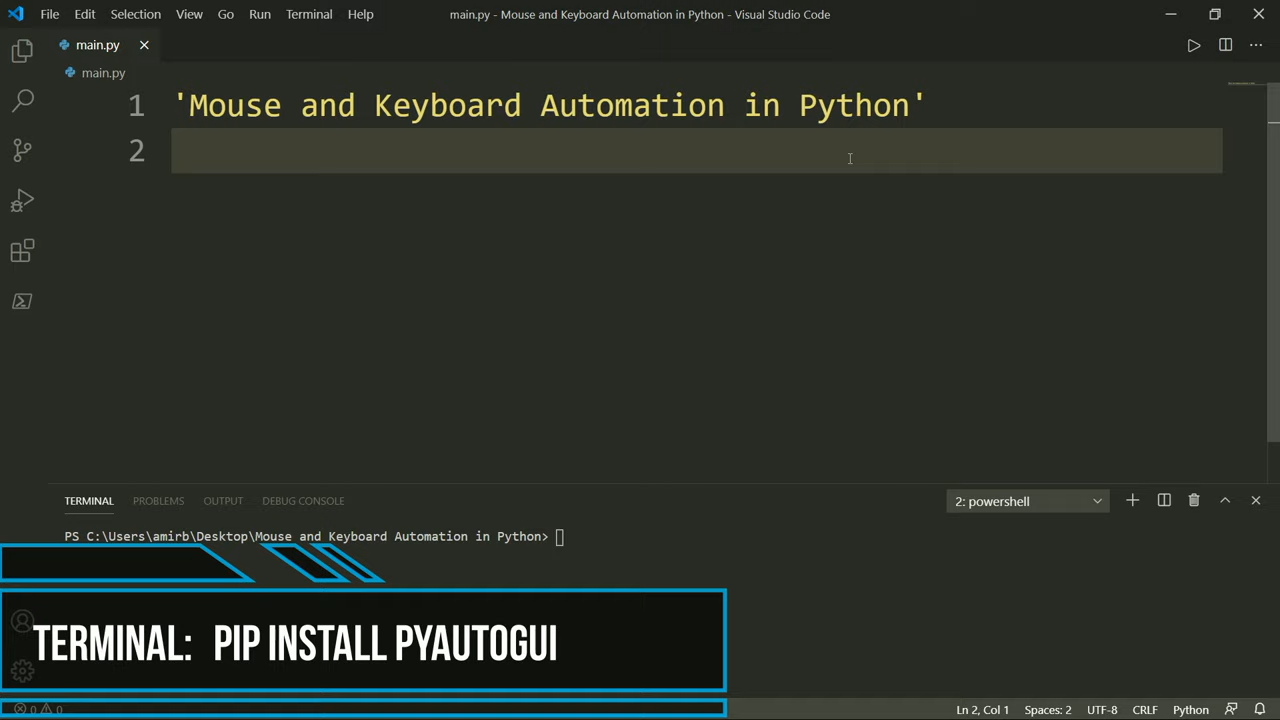 File Edit Selection View Go Run Terminal Help
main.py - Mouse and Keyboard Automation in Python - Visual Studio Code
main.py
main.py
1 'Mouse and Keyboard Automation in Python'
2
TERMINAL PROBLEMS OUTPUT DEBUG CONSOLE
2: powershell
PS C:\Users\amirb\Desktop\Mouse and Keyboard Automation in Python>
TERMINAL: PIP INSTALL PYAUTOGUI
0 0
Ln 2, Col 1 Spaces: 2 UTF-8 CRLF Python